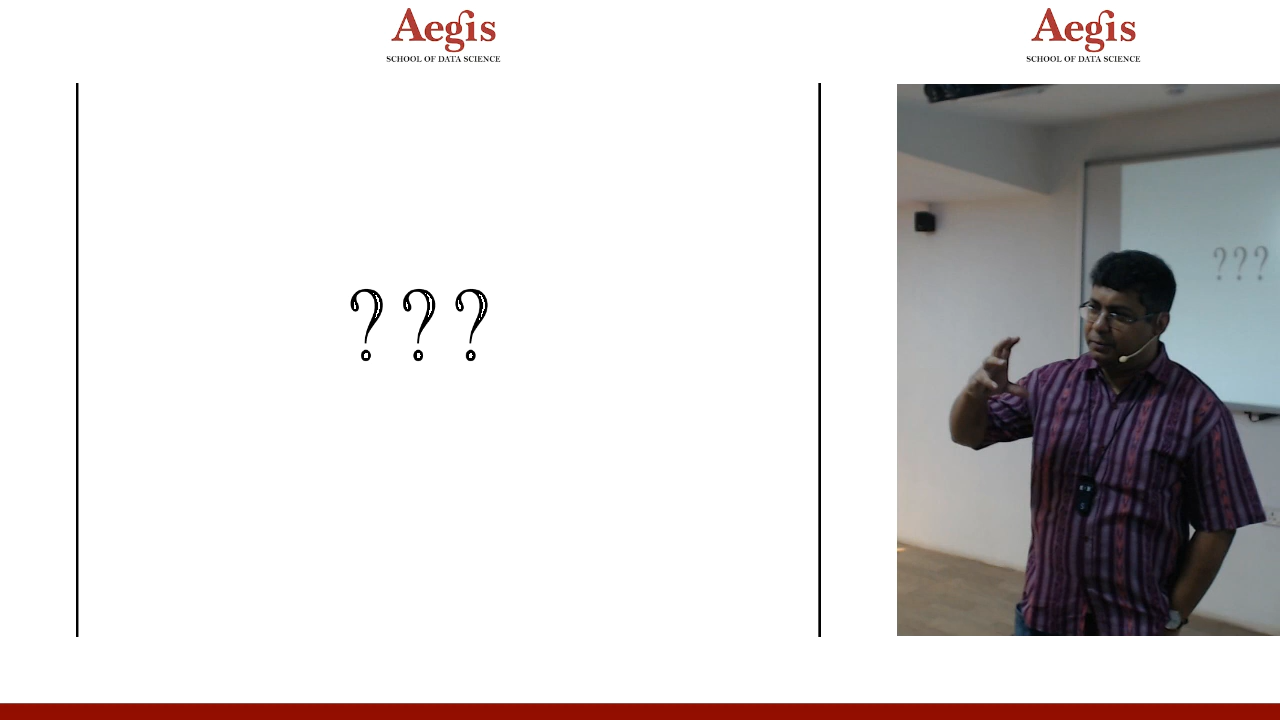 Aegis
SCHOOL OF DATA SCIENCE
Aegis
SCHOOL OF DATA SCIENCE
? ? ?
? ? ?